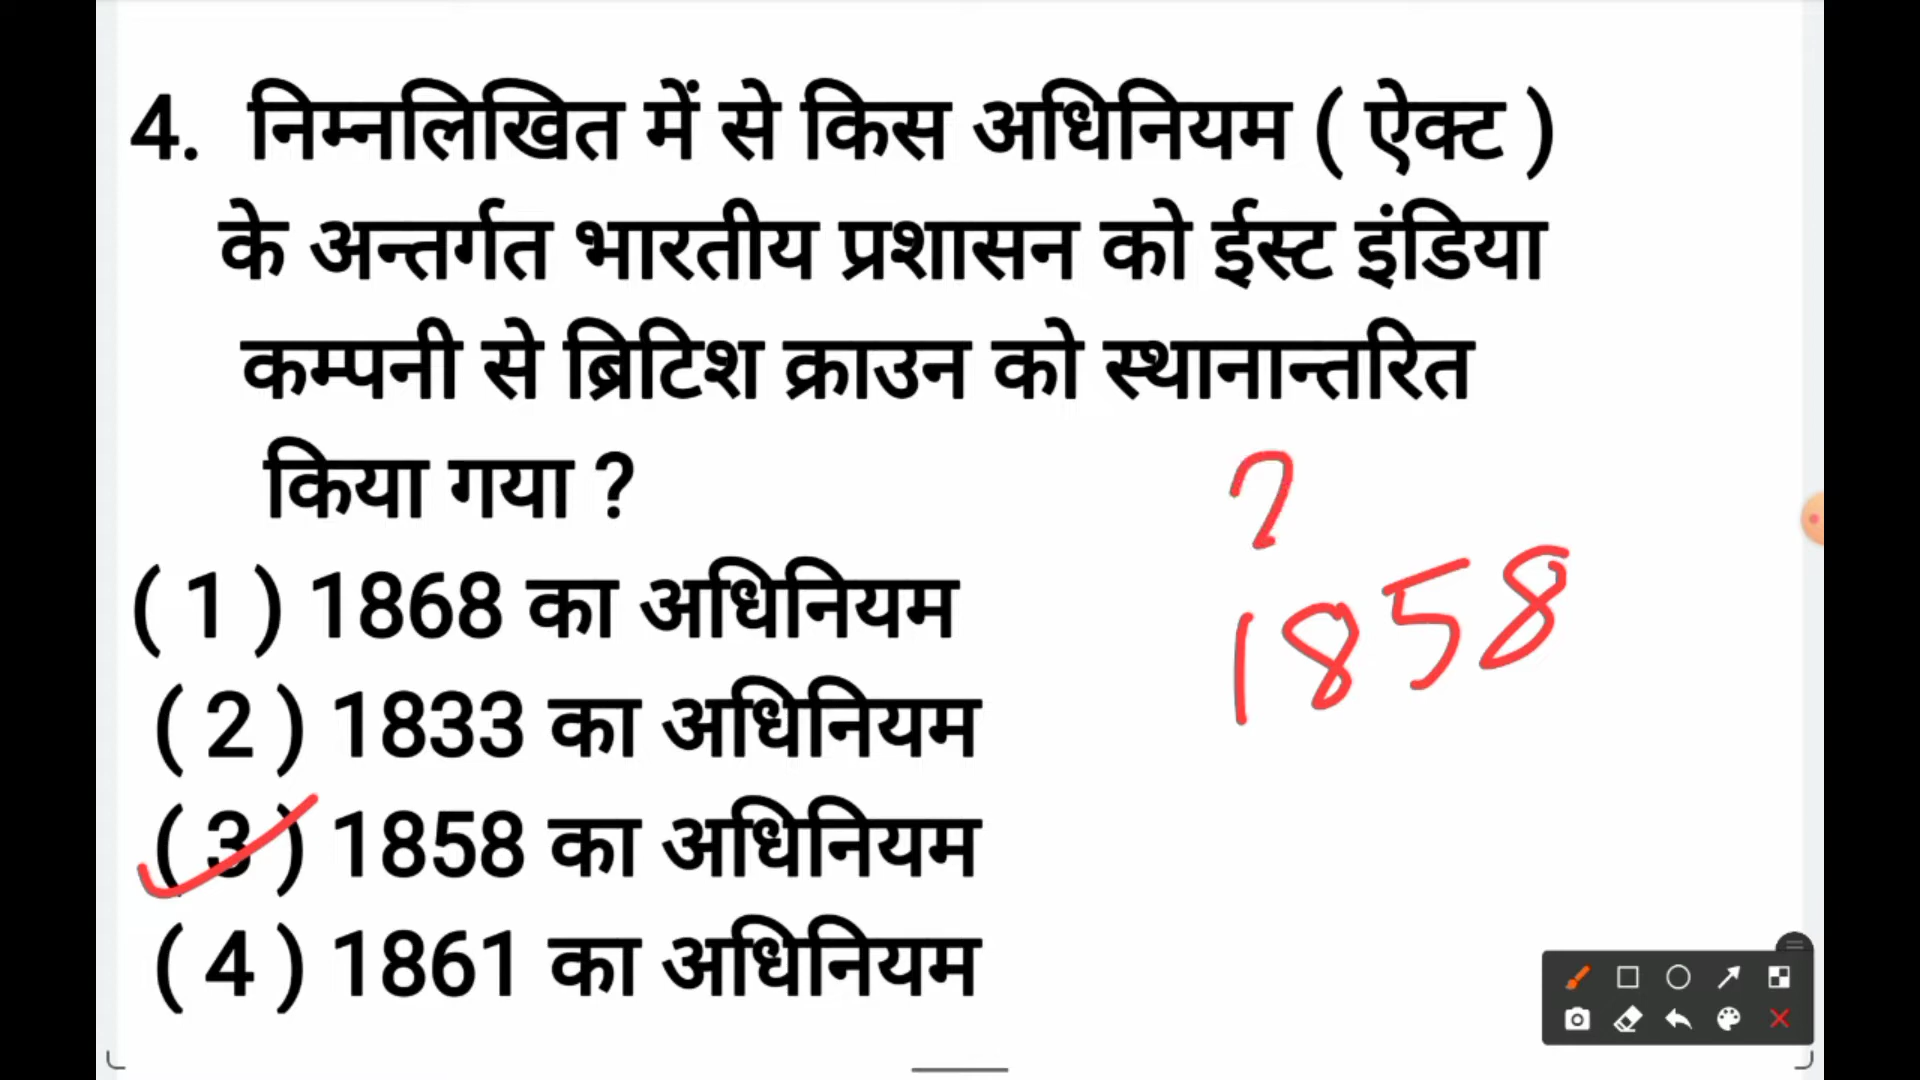 4. निम्नलिखित में से किस अधिनियम ( ऐक्ट )
के अन्तर्गत भारतीय प्रशासन को ईस्ट इंडिया
कम्पनी से ब्रिटिश क्राउन को स्थानान्तरित
किया गया ?
?
1858
( 1 ) 1868 का अधिनियम
( 2 ) 1833 का अधिनियम
( 3 ) 1858 का अधिनियम
( 4 ) 1861 का अधिनियम